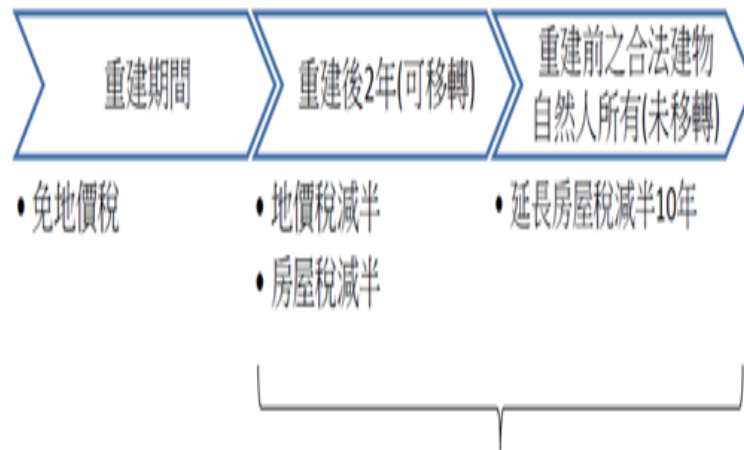 重建期間
重建後2年(可移轉)
重建前之合法建物
自然人所有(未移轉)
• 免地價稅
• 地價稅減半
• 房屋稅減半
• 延長房屋稅減半10年